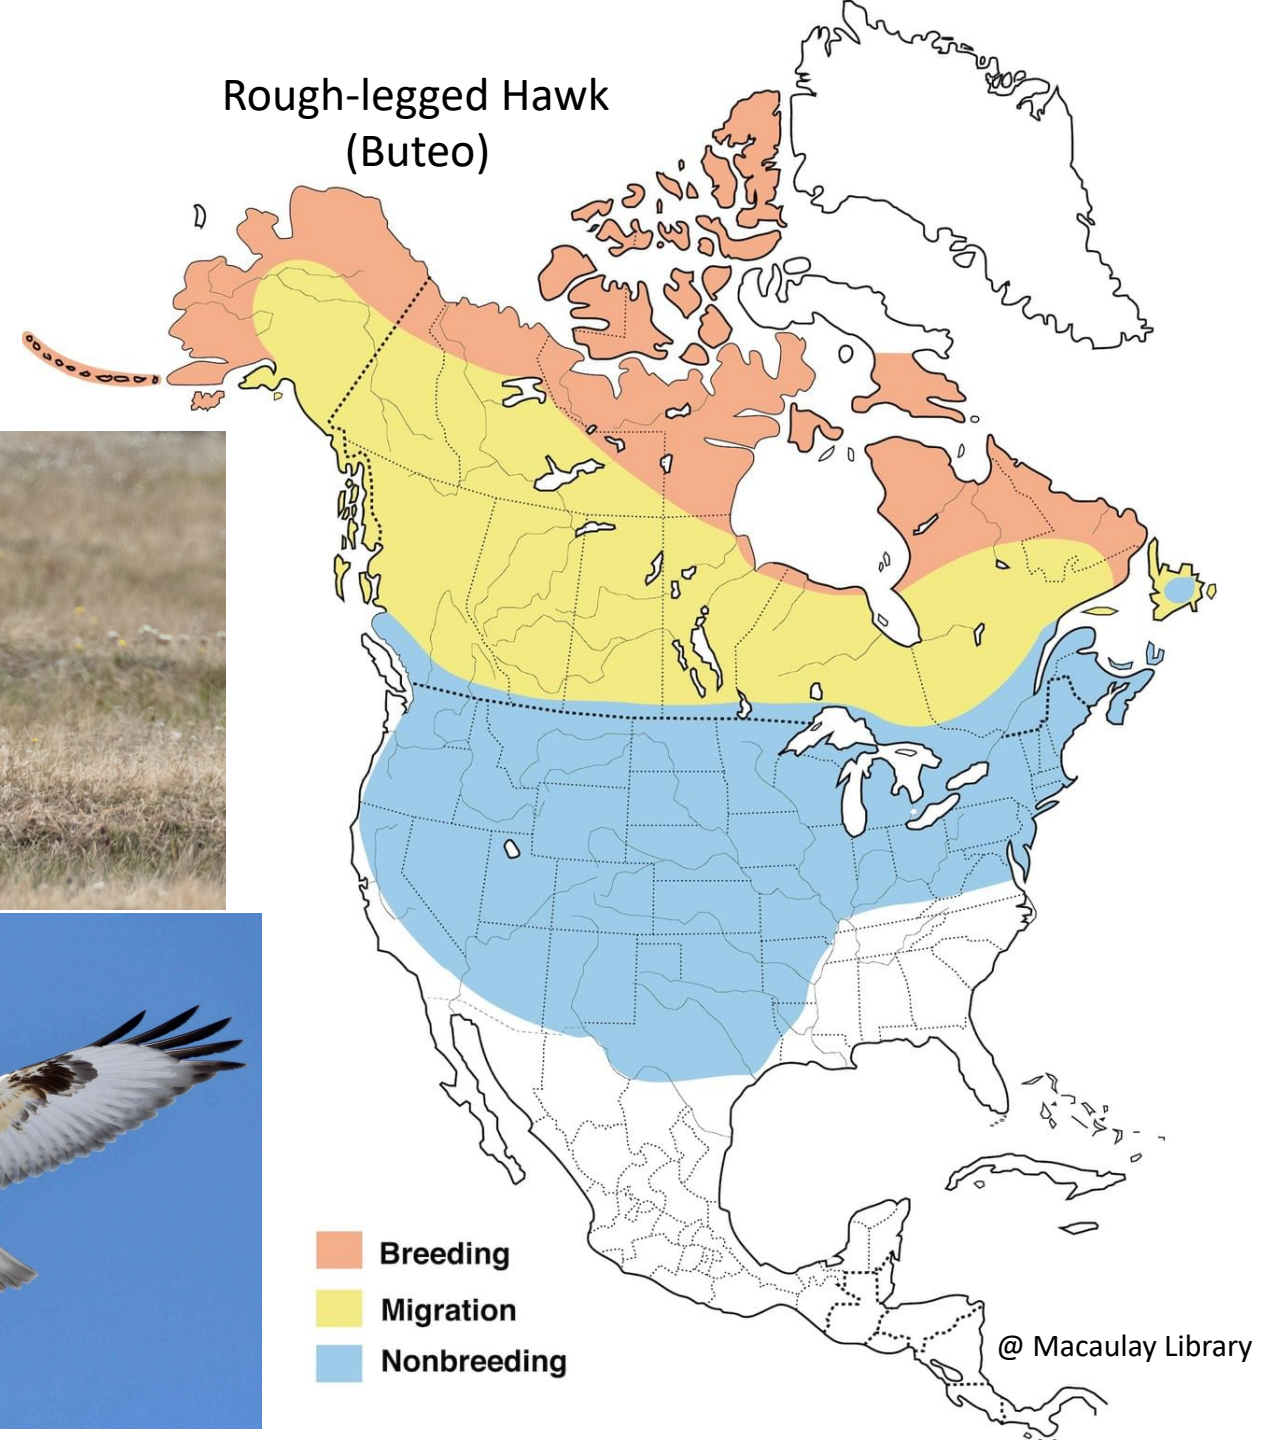 Rough-legged Hawk
(Buteo)
Breeding
Migration
Nonbreeding
@ Macaulay Library